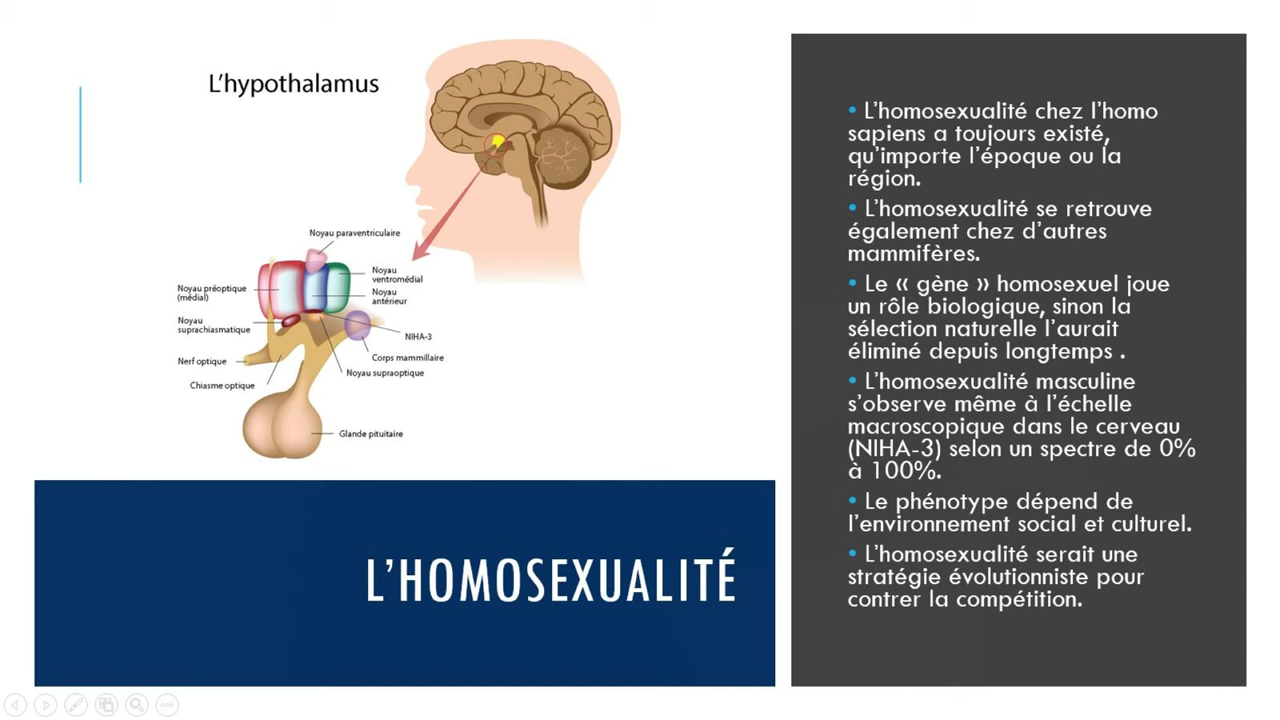 L'hypothalamus
Noyau paraventriculaire
Noyau
ventromédial
Noyau
antérieur
Noyau préoptique
(médial)
Noyau
suprachiasmatique
NIHA-3
Nerf optique
Corps mammillaire
Noyau supraoptique
Chiasme optique
Glande pituitaire
L'HOMOSEXUALITÉ
• L'homosexualité chez l'homo
sapiens a toujours existé,
qu'importe l'époque ou la
région.
• L'homosexualité se retrouve
également chez d'autres
mammifères.
• Le « gène » homosexuel joue
un rôle biologique, sinon la
sélection naturelle l'aurait
éliminé depuis longtemps .
• L'homosexualité masculine
s'observe même à l'échelle
macroscopique dans le cerveau
(NIHA-3) selon un spectre de 0%
à 100%.
• Le phénotype dépend de
l'environnement social et culturel.
• L'homosexualité serait une
stratégie évolutionniste pour
contrer la compétition.